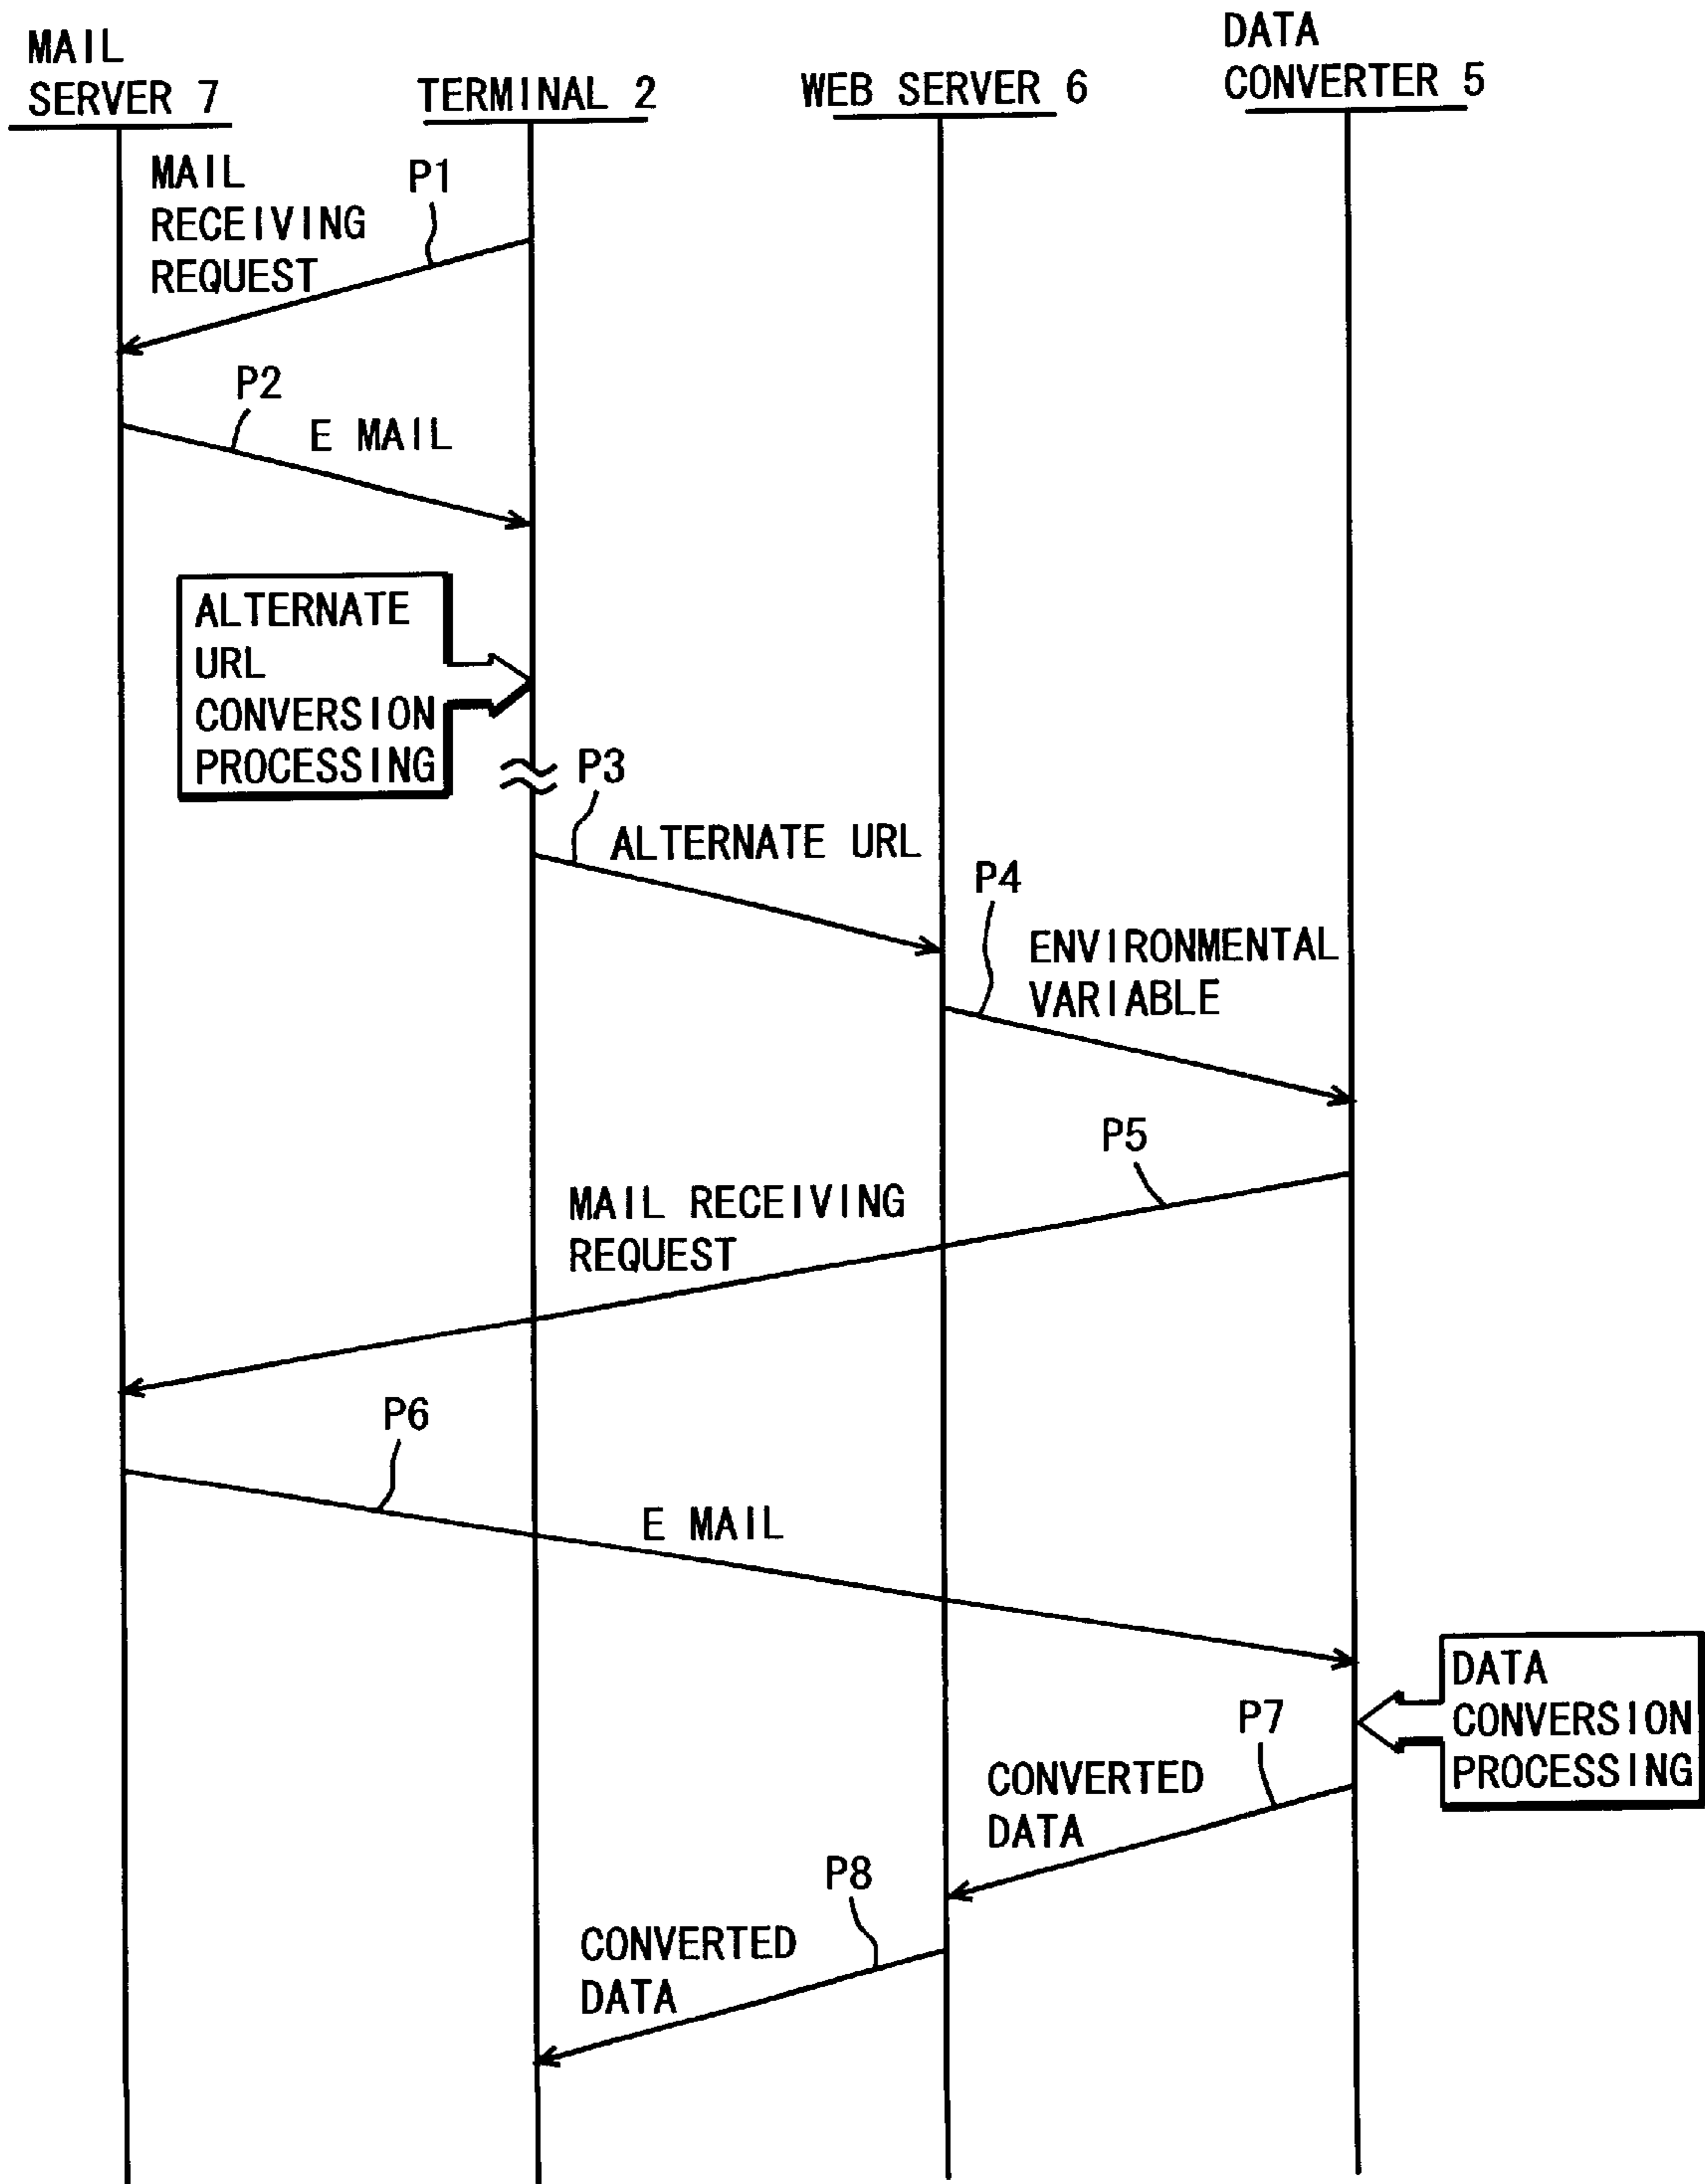 MAIL
SERVER 7
TERMINAL 2
WEB SERVER 6
DATA
CONVERTER 5
MAIL
RECEIVING
REQUEST
P1
P2
E MAIL
ALTERNATE
URL
CONVERSION
PROCESSING
P3
ALTERNATE URL
P4
ENVIRONMENTAL
VARIABLE
P5
MAIL RECEIVING
REQUEST
P6
E MAIL
DATA
CONVERSION
PROCESSING
P7
CONVERTED
DATA
P8
CONVERTED
DATA